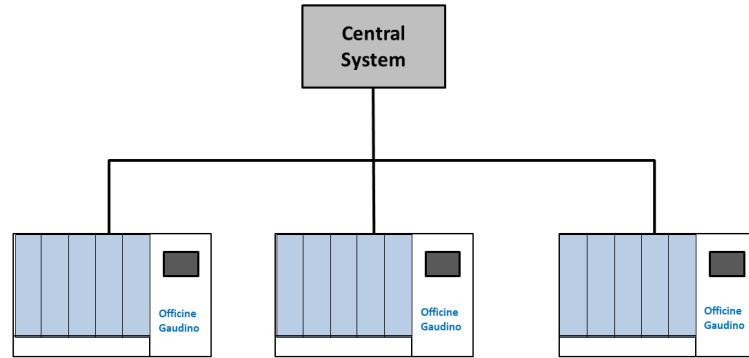 Central
System
Officine
Gaudino
Officine
Gaudino
Officine
Gaudino